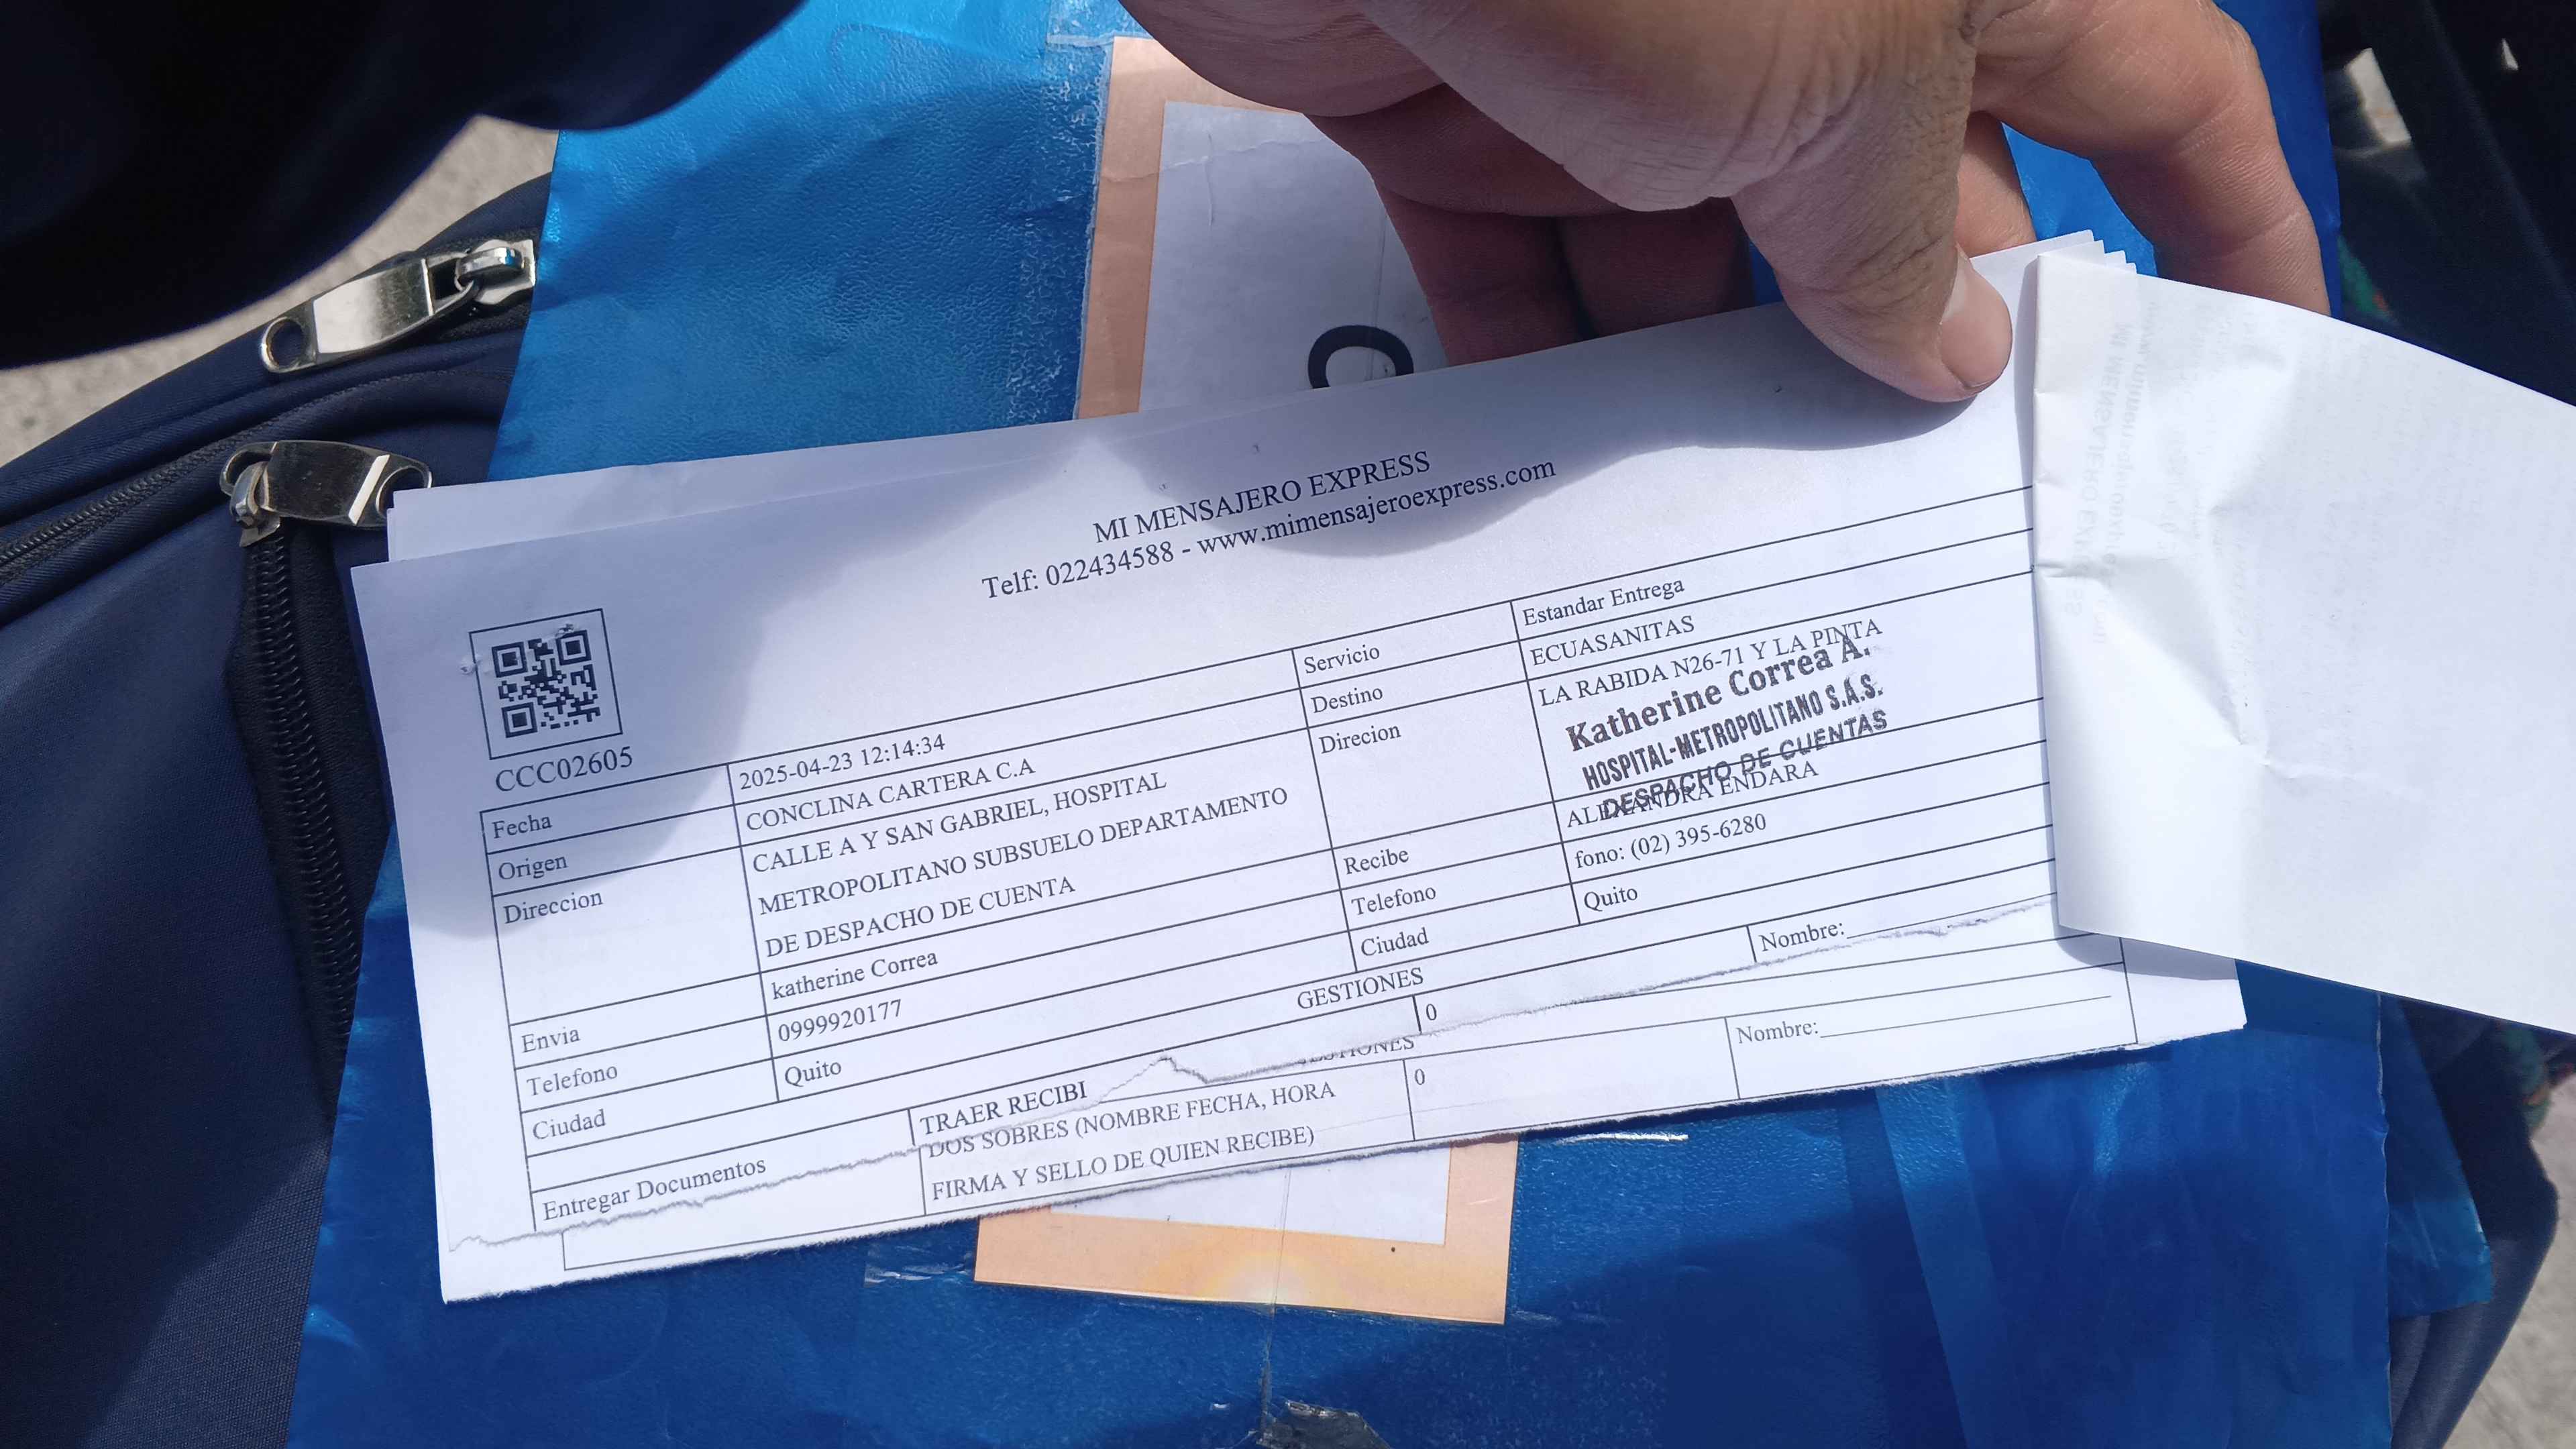 MI MENSAJERO EXPRESS
Telf: 022434588 - www.mimensajeroexpress.com
CCC02605
Fecha 2025-04-23 12:14:34
Origen CONCLINA CARTERA C.A
Direccion CALLE A Y SAN GABRIEL, HOSPITAL
METROPOLITANO SUBSUELO DEPARTAMENTO
DE DESPACHO DE CUENTA
Envia katherine Correa
Telefono 0999920177
Ciudad Quito
Servicio Estandar Entrega
Destino ECUASANITAS
Direcion LA RABIDA N26-71 Y LA PINTA
Katherine Correa A.
HOSPITAL-METROPOLITANO S.A.S.
DESPACHO DE CUENTAS
Recibe ALEXANDRA ENDARA
Telefono fono: (02) 395-6280
Ciudad Quito
GESTIONES
Entregar Documentos TRAER RECIBI 0 Nombre:
GESTIONES
DOS SOBRES (NOMBRE FECHA, HORA 0 Nombre:
FIRMA Y SELLO DE QUIEN RECIBE)